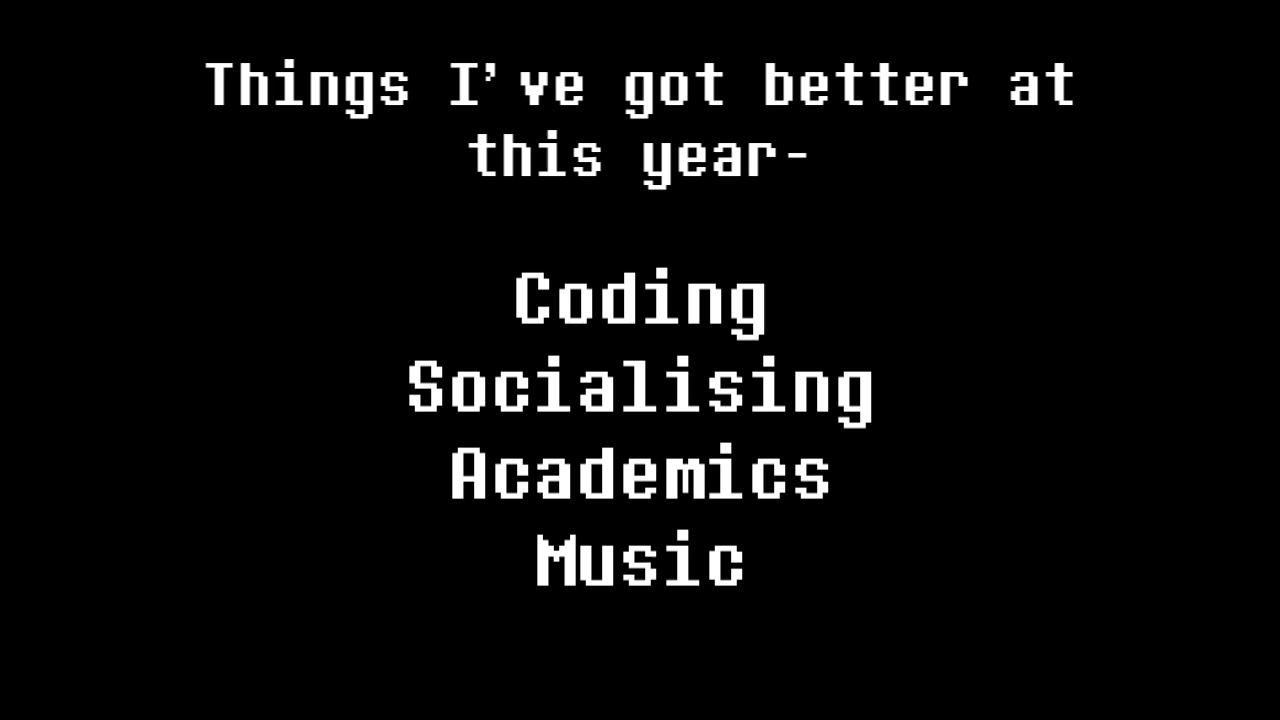 Things I've got better at
this year-
Coding
Socialising
Academics
Music